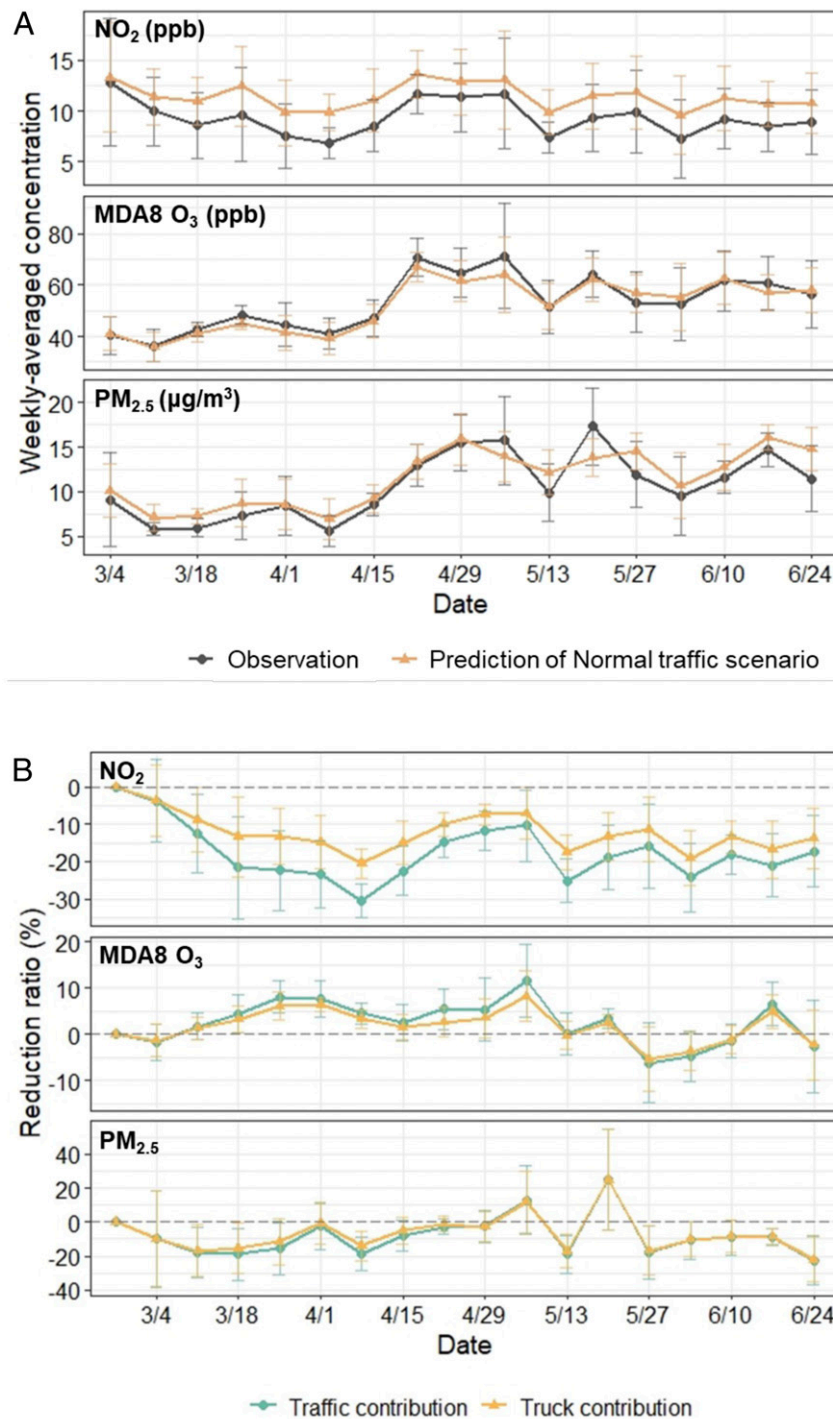 A
NO₂ (ppb)
15
10
5
MDA8 O₃ (ppb)
80
60
40
PM₂.₅ (µg/m³)
20
15
10
5
Weekly-averaged concentration
3/4 3/18 4/1 4/15 4/29 5/13 5/27 6/10 6/24
Date
Observation Prediction of Normal traffic scenario
B
NO₂
0
-10
-20
-30
MDA8 O₃
20
10
0
-10
PM₂.₅
40
20
0
-20
-40
Reduction ratio (%)
3/4 3/18 4/1 4/15 4/29 5/13 5/27 6/10 6/24
Date
Traffic contribution Truck contribution